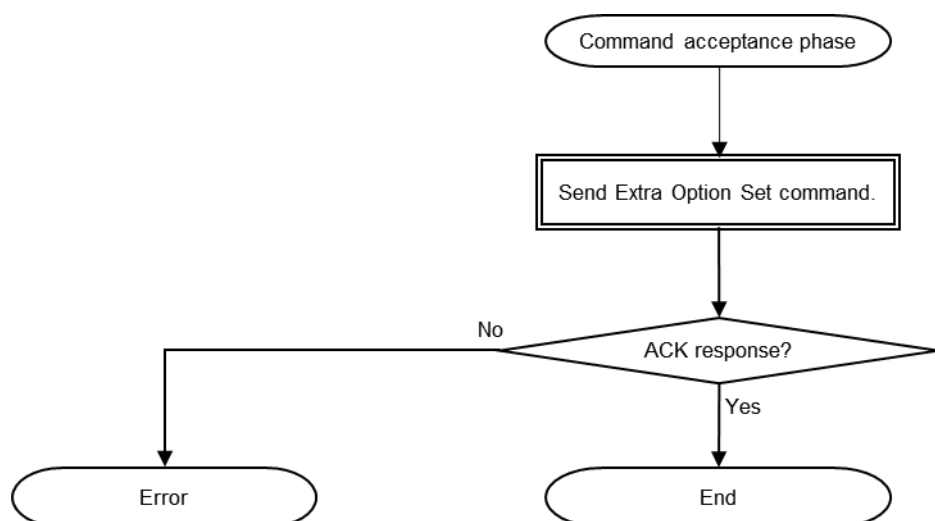 Command acceptance phase
Send Extra Option Set command.
No
ACK response?
Yes
Error
End